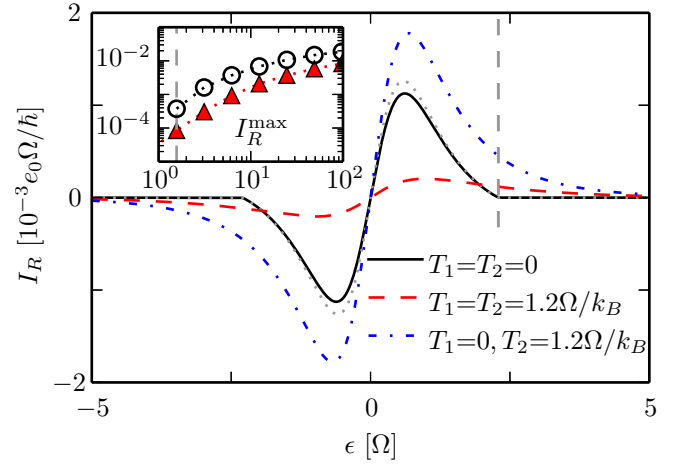 2
0
−2
I_R [10^{-3} e_0 Ω/ħ]
10^{-2}
10^{-4}
I_R^{max}
10^0 10^1 10^2
T_1=T_2=0
T_1=T_2=1.2Ω/k_B
T_1=0, T_2=1.2Ω/k_B
−5 0 5
ϵ [Ω]